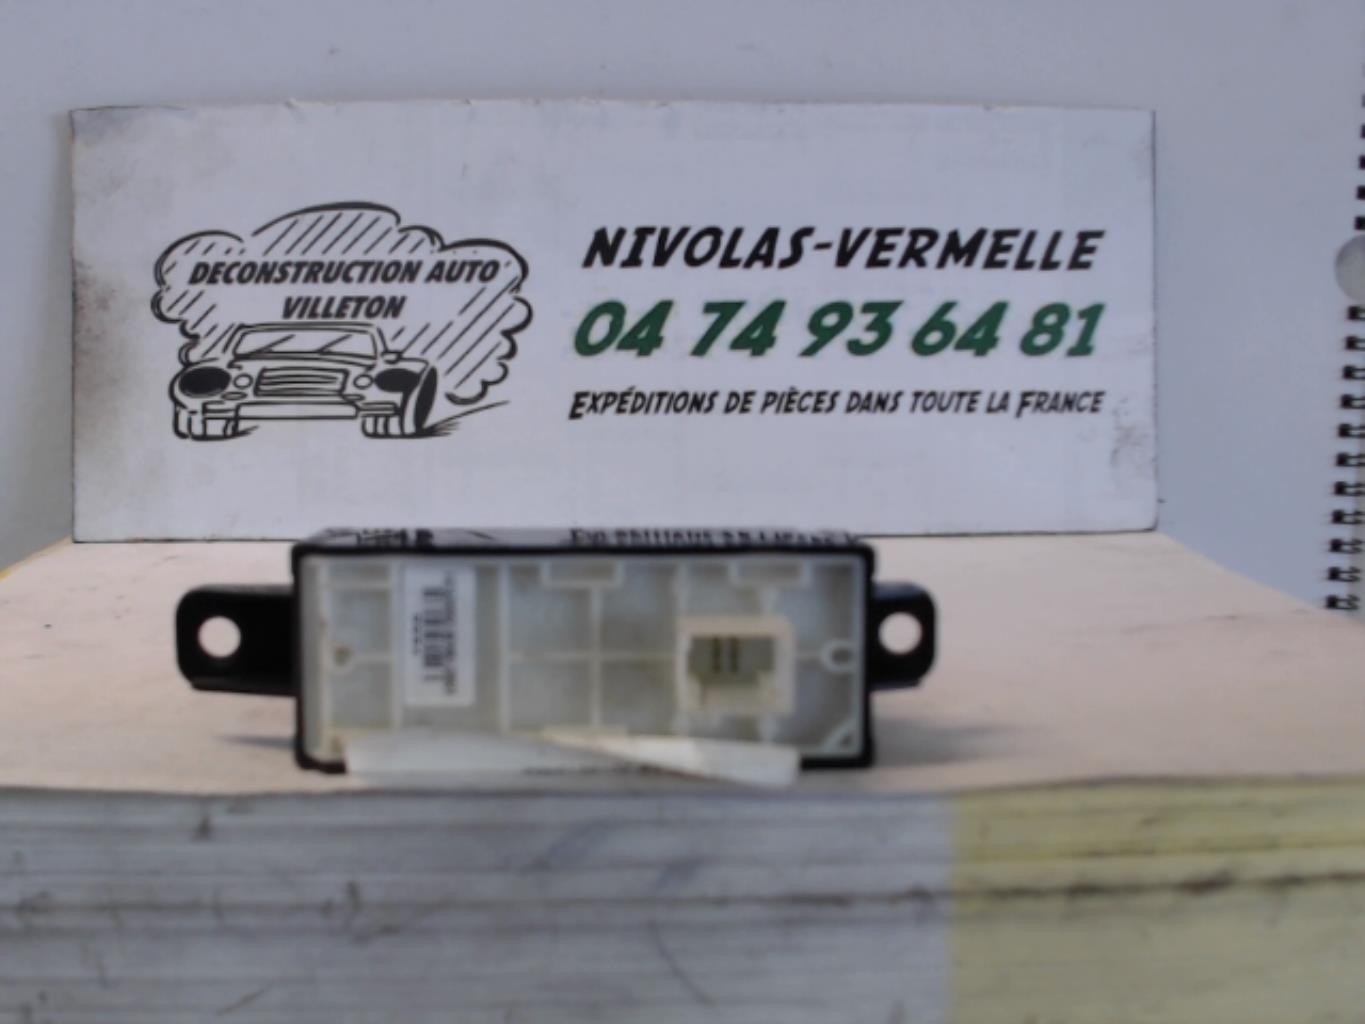 DECONSTRUCTION AUTO
VILLETON
NIVOLAS-VERMELLE
04 74 93 64 81
EXPÉDITIONS DE PIÈCES DANS TOUTE LA FRANCE